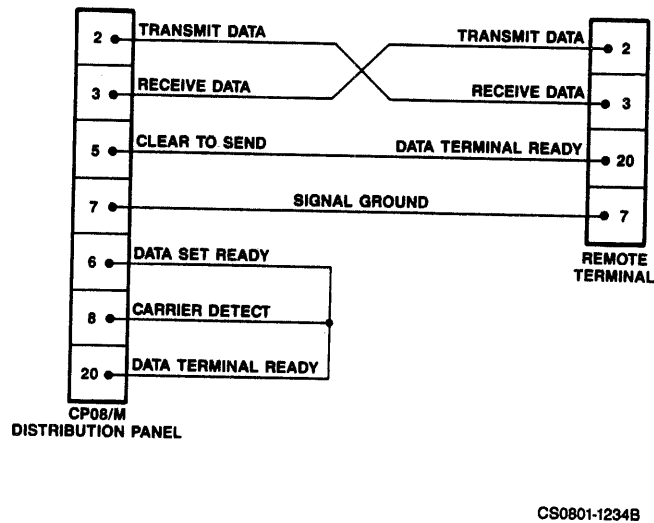 2 TRANSMIT DATA TRANSMIT DATA 2
3 RECEIVE DATA RECEIVE DATA 3
5 CLEAR TO SEND DATA TERMINAL READY 20
7 SIGNAL GROUND 7
6 DATA SET READY
REMOTE
TERMINAL
8 CARRIER DETECT
20 DATA TERMINAL READY
CP08/M
DISTRIBUTION PANEL
CS0801-1234B